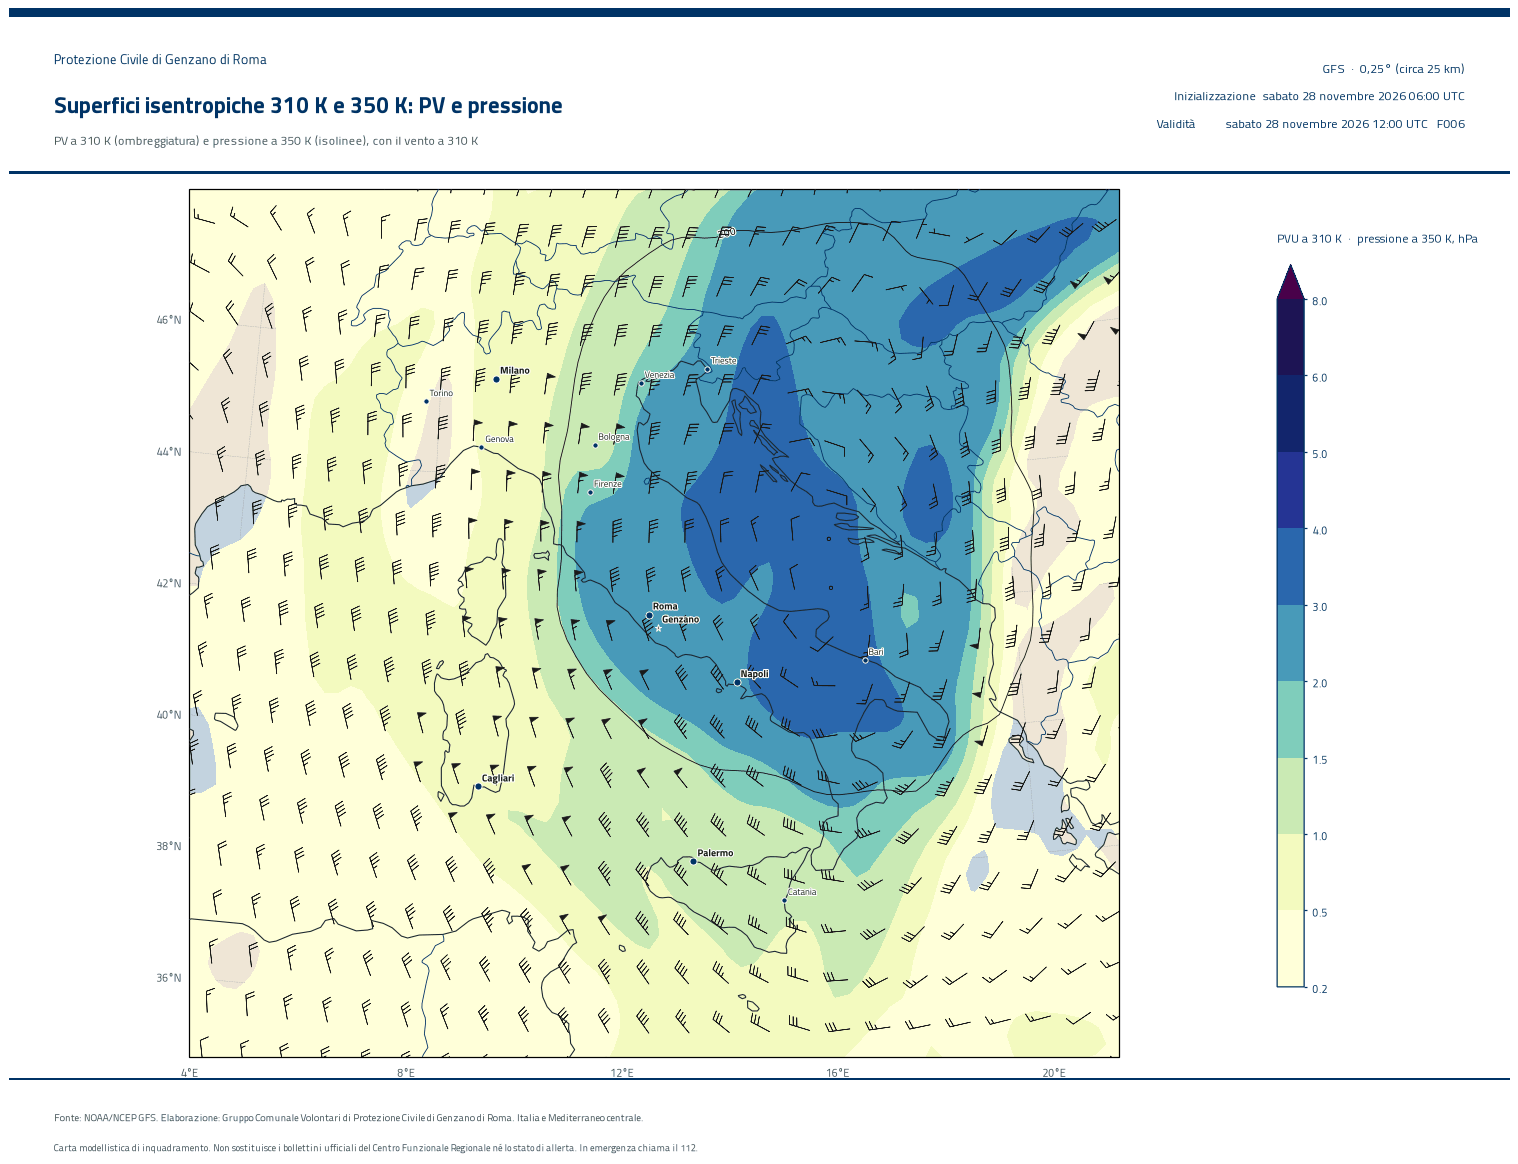 Protezione Civile di Genzano di Roma
Superfici isentropiche 310 K e 350 K: PV e pressione
PV a 310 K (ombreggiatura) e pressione a 350 K (isolinee), con il vento a 310 K
GFS · 0,25° (circa 25 km)
Inizializzazione sabato 28 novembre 2026 06:00 UTC
Validità sabato 28 novembre 2026 12:00 UTC F006
PVU a 310 K · pressione a 350 K, hPa
8.0
6.0
5.0
4.0
3.0
2.0
1.5
1.0
0.5
0.2
46°N
44°N
42°N
40°N
38°N
36°N
4°E
8°E
12°E
16°E
20°E
Trieste
Venezia
Milano
Torino
Genova
Bologna
Firenze
Roma
Genzano
Bari
Napoli
Cagliari
Palermo
Catania
Fonte: NOAA/NCEP GFS. Elaborazione: Gruppo Comunale Volontari di Protezione Civile di Genzano di Roma. Italia e Mediterraneo centrale.
Carta modellistica di inquadramento. Non sostituisce i bollettini ufficiali del Centro Funzionale Regionale né lo stato di allerta. In emergenza chiama il 112.